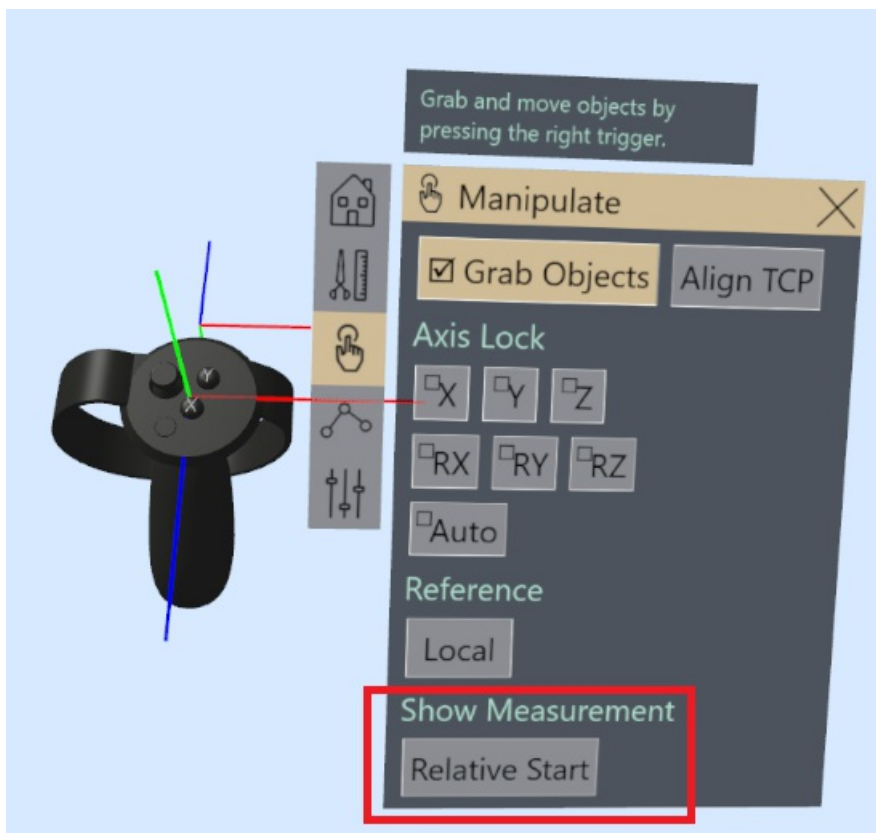 Grab and move objects by
pressing the right trigger.
Manipulate
Grab Objects
Align TCP
Axis Lock
X Y Z
RX RY RZ
Auto
Reference
Local
Show Measurement
Relative Start
Y
X